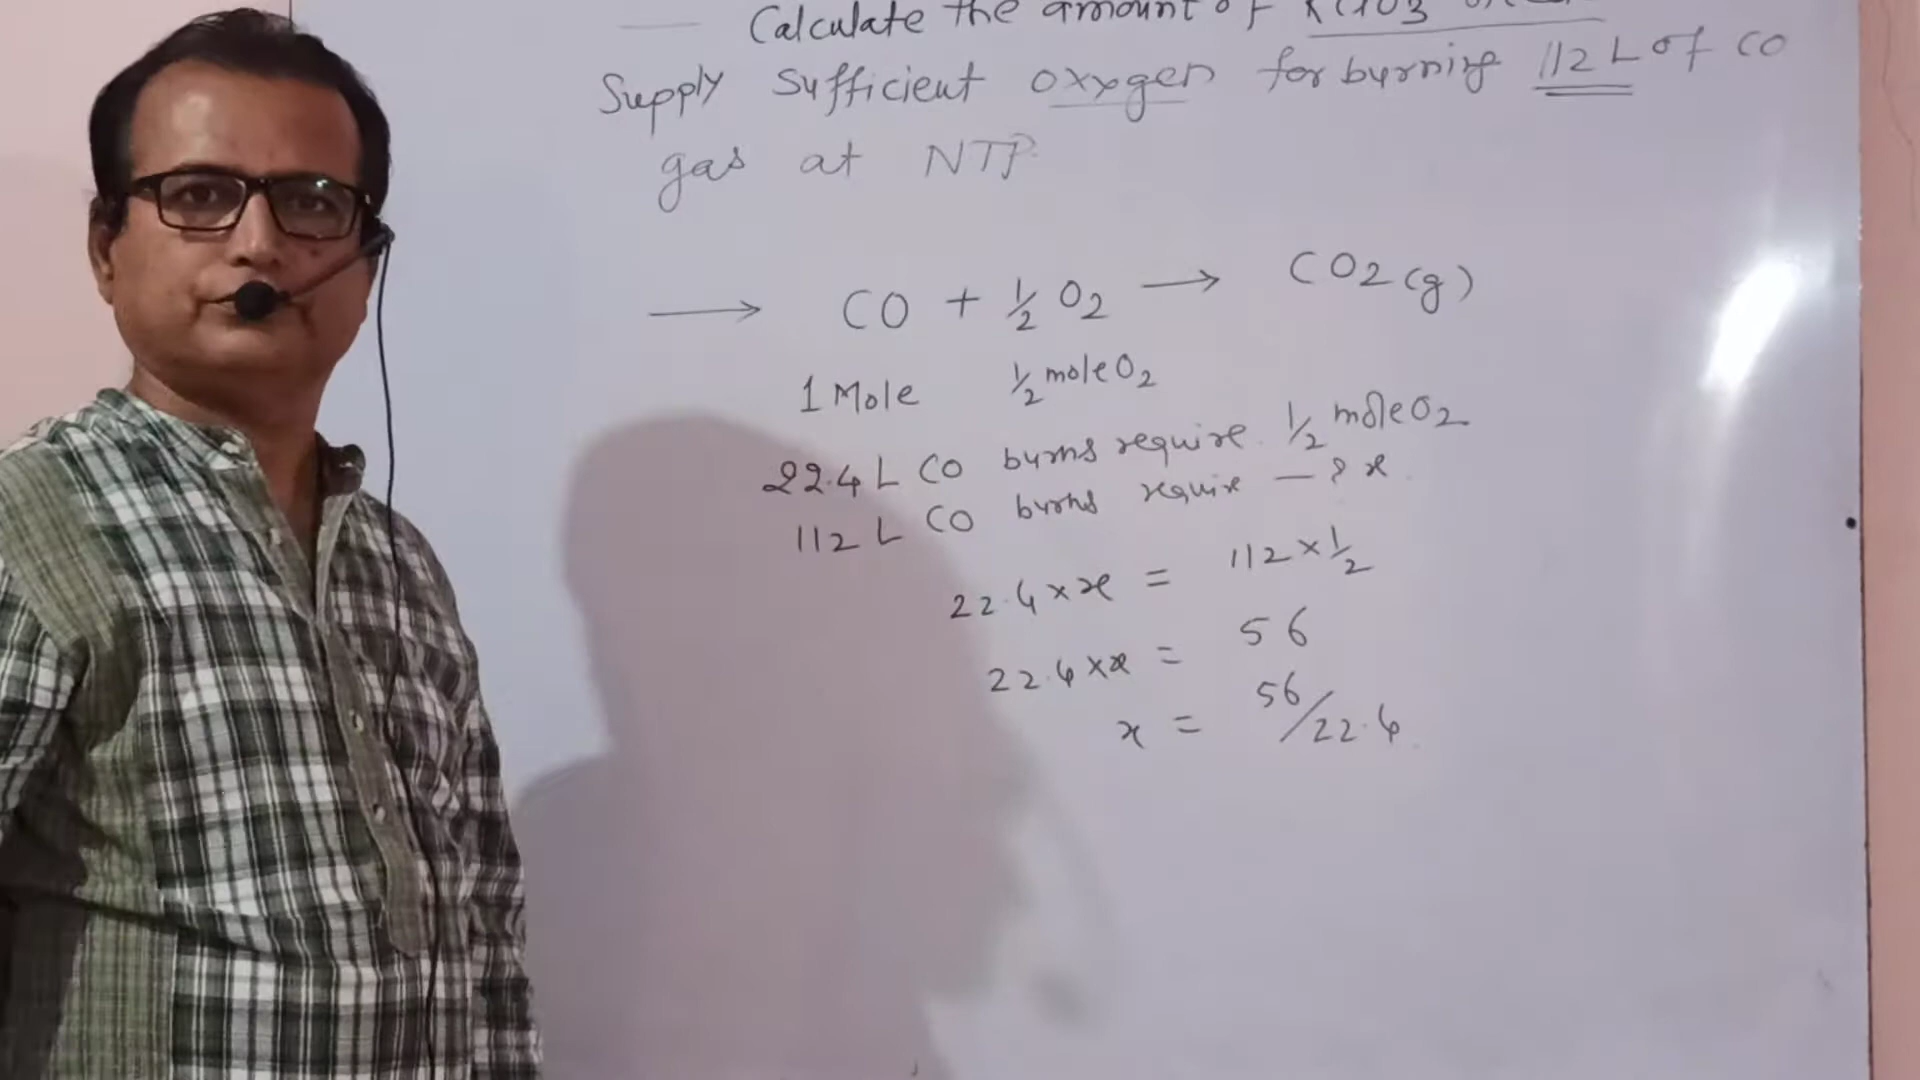 Calculate the amount of KClO3
Supply sufficient oxygen for burning 112 L of CO
gas at NTP.
⟶ CO + ½ O2 ⟶ CO2 (g)
1 Mole ½ mole O2
22.4 L CO burns require ½ mole O2
112 L CO burns require — ? x
22.4 × x = 112 × ½
22.4 × x = 56
x = 56/22.4